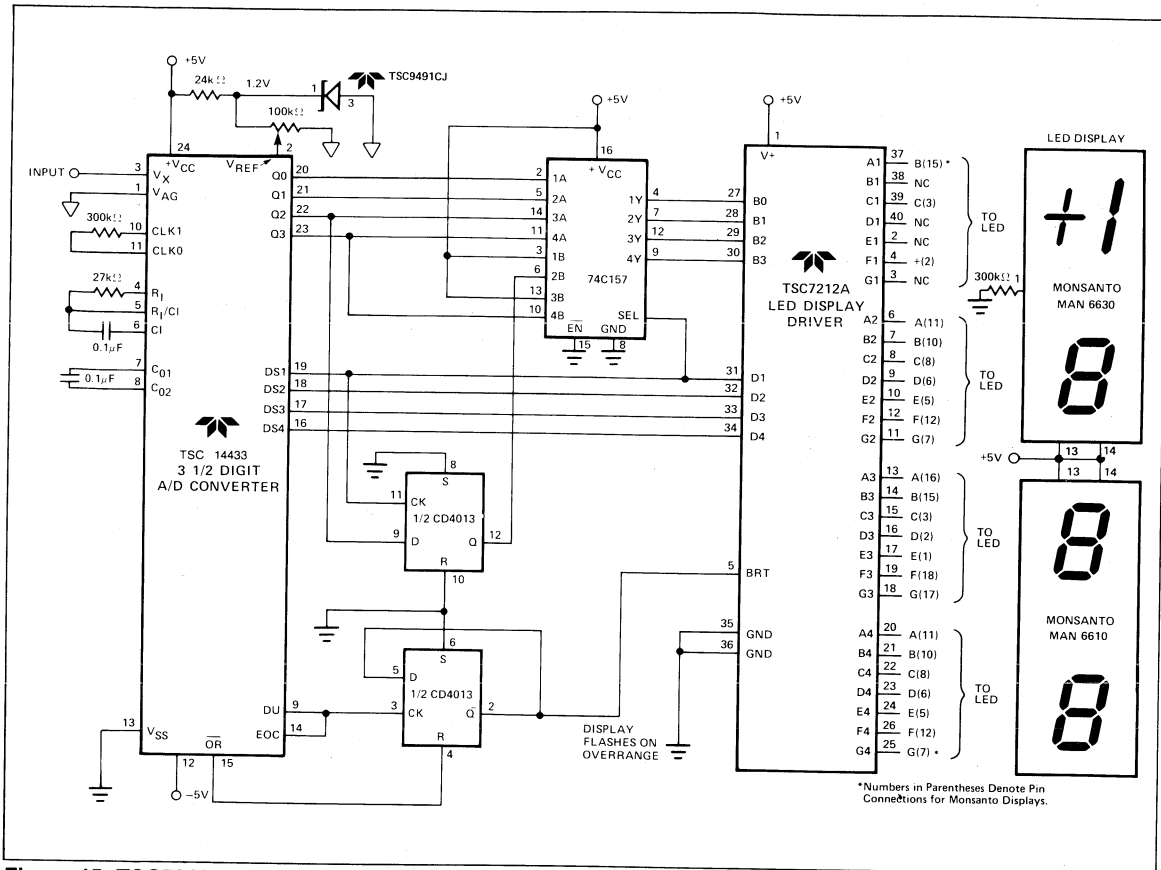 +5V
24kΩ
1.2V
1
3
TSC9491CJ
100kΩ
24
2
+VCC
VREF
INPUT
3
VX
1
VAG
300kΩ
10
CLK1
11
CLK0
27kΩ
4
RI
5
RI/CI
6
CI
0.1μF
7
C01
0.1μF
8
C02
TSC 14433
3 1/2 DIGIT
A/D CONVERTER
13
VSS
12
-5V
OR
15
Q0
20
Q1
21
Q2
22
Q3
23
DS1
19
DS2
18
DS3
17
DS4
16
DU
9
EOC
14
+5V
16
+VCC
2
1A
5
2A
14
3A
11
4A
3
1B
6
2B
13
3B
10
4B
1Y
4
2Y
7
3Y
12
4Y
9
74C157
SEL
EN
GND
15
8
8
S
11
CK
1/2 CD4013
9
D
Q
12
R
10
6
S
5
D
1/2 CD4013
3
CK
Q
2
R
4
+5V
1
V+
27
B0
28
B1
29
B2
30
B3
TSC7212A
LED DISPLAY
DRIVER
31
D1
32
D2
33
D3
34
D4
5
BRT
35
GND
36
GND
DISPLAY
FLASHES ON
OVERRANGE
A1 37 B(15) *
B1 38 NC
C1 39 C(3)
D1 40 NC
E1 2 NC
F1 4 +(2)
G1 3 NC
TO
LED
A2 6 A(11)
B2 7 B(10)
C2 8 C(8)
D2 9 D(6)
E2 10 E(5)
F2 12 F(12)
G2 11 G(7)
TO
LED
A3 13 A(16)
B3 14 B(15)
C3 15 C(3)
D3 16 D(2)
E3 17 E(1)
F3 19 F(18)
G3 18 G(17)
TO
LED
A4 20 A(11)
B4 21 B(10)
C4 22 C(8)
D4 23 D(6)
E4 24 E(5)
F4 26 F(12)
G4 25 G(7) *
TO
LED
LED DISPLAY
+1
300kΩ 1
MONSANTO
MAN 6630
8
+5V
13
14
13
14
8
MONSANTO
MAN 6610
8
*Numbers in Parentheses Denote Pin
Connections for Monsanto Displays.